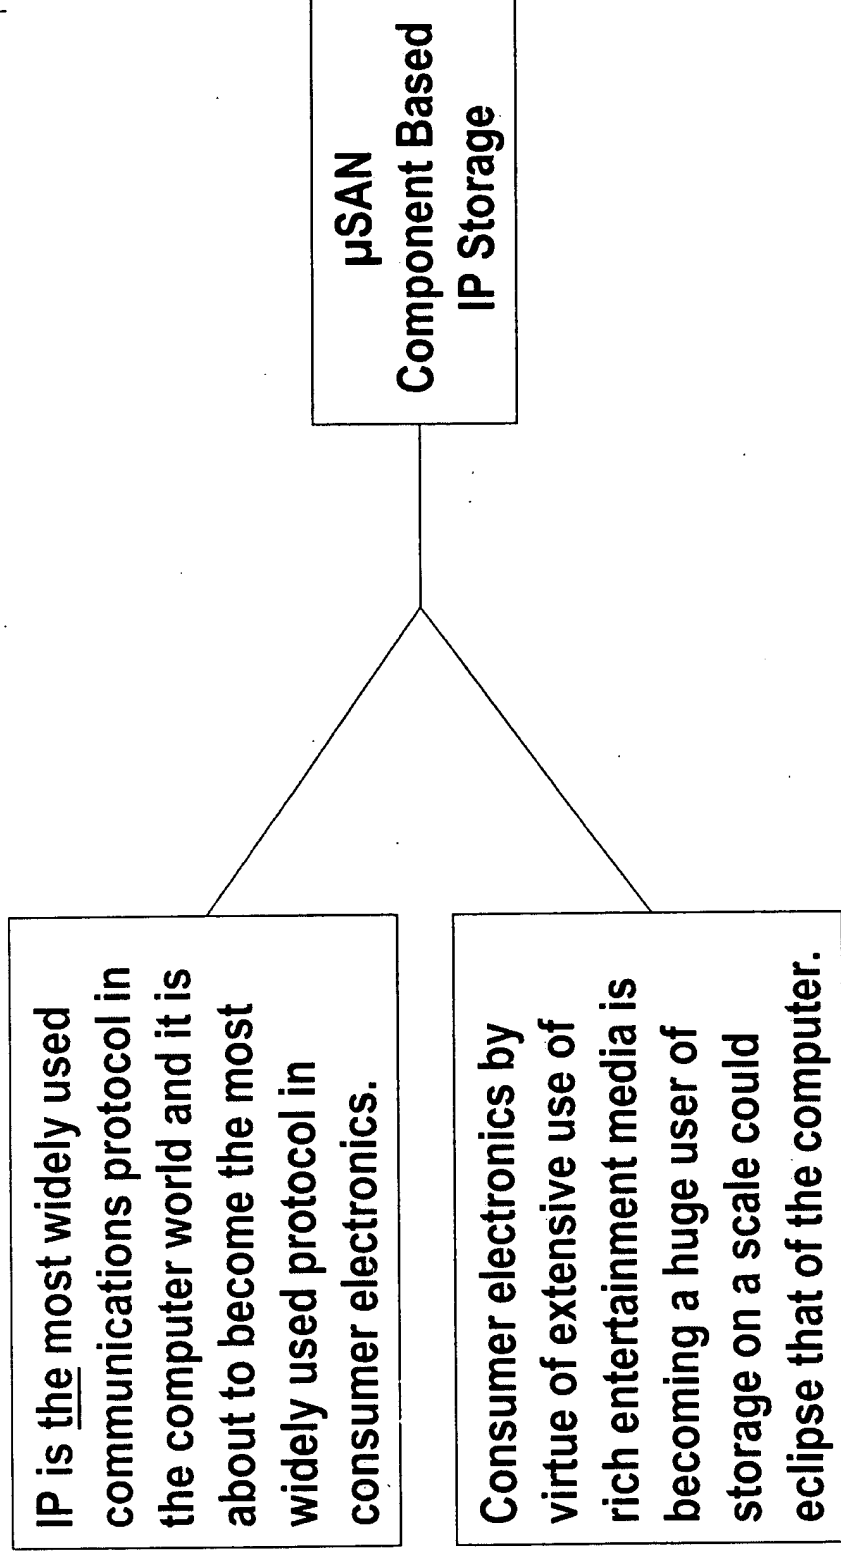 IP is the most widely used
communications protocol in
the computer world and it is
about to become the most
widely used protocol in
consumer electronics.
Consumer electronics by
virtue of extensive use of
rich entertainment media is
becoming a huge user of
storage on a scale could
eclipse that of the computer.
µSAN
Component Based
IP Storage